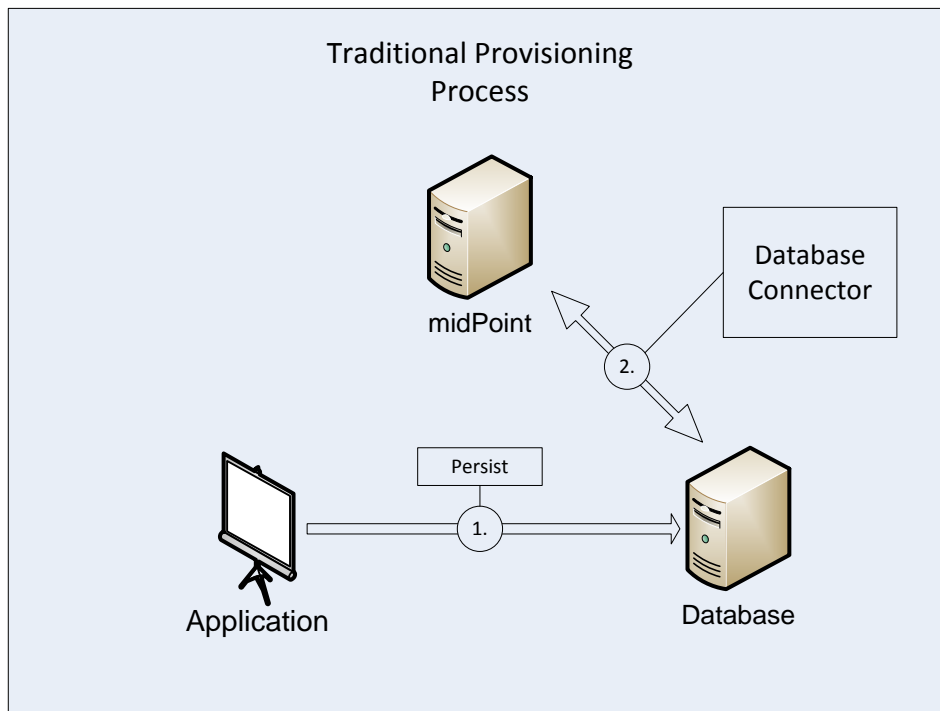 Traditional Provisioning
Process
midPoint
Database
Connector
2.
Persist
1.
Application
Database